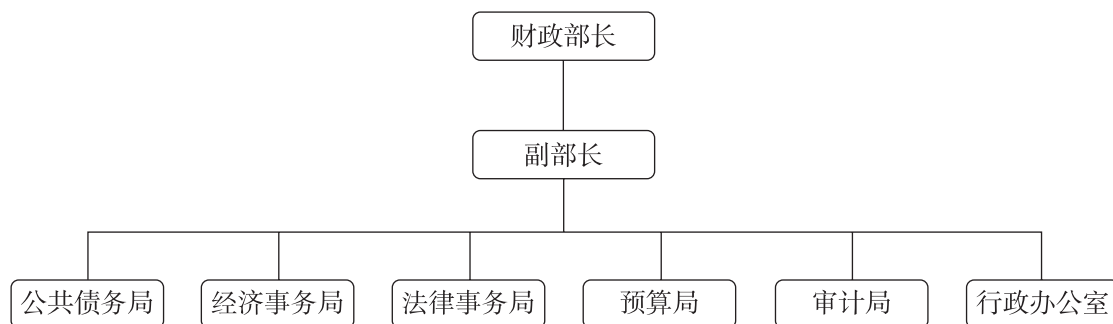 财政部长
副部长
公共债务局
经济事务局
法律事务局
预算局
审计局
行政办公室